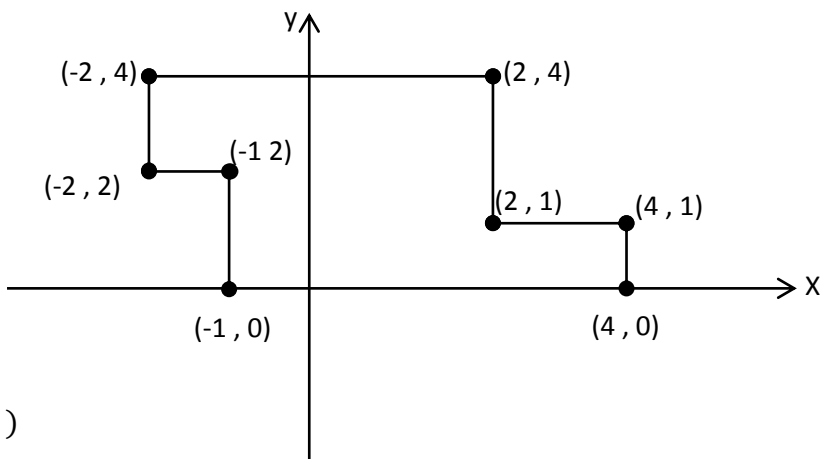 y
(-2 , 4)
(2 , 4)
(-1 2)
(-2 , 2)
(2 , 1)
(4 , 1)
X
(-1 , 0)
(4 , 0)
)